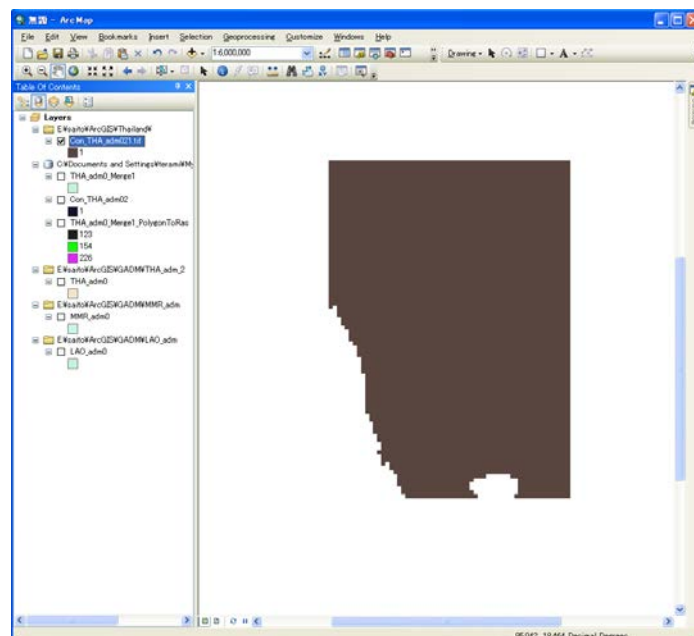 無題 - ArcMap
File Edit View Bookmarks Insert Selection Geoprocessing Customize Windows Help
1:6,000,000
Drawing
Table Of Contents
Layers
E:¥saito¥ArcGIS¥Thailand¥
Con_THA_adm021.tif
1
C:¥Documents and Settings¥terami¥My
THA_adm0_Merge1
Con_THA_adm02
1
THA_adm0_Merge1_PolygonToRas
123
154
226
E:¥saito¥ArcGIS¥GADM¥THA_adm_2
THA_adm0
E:¥saito¥ArcGIS¥GADM¥MMR_adm
MMR_adm0
E:¥saito¥ArcGIS¥GADM¥LAO_adm
LAO_adm0